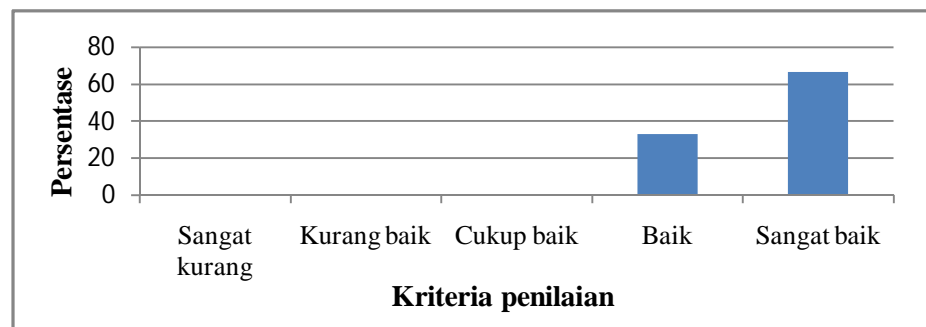 Persentase
80
60
40
20
0
Sangat kurang
Kurang baik
Cukup baik
Baik
Sangat baik
Kriteria penilaian